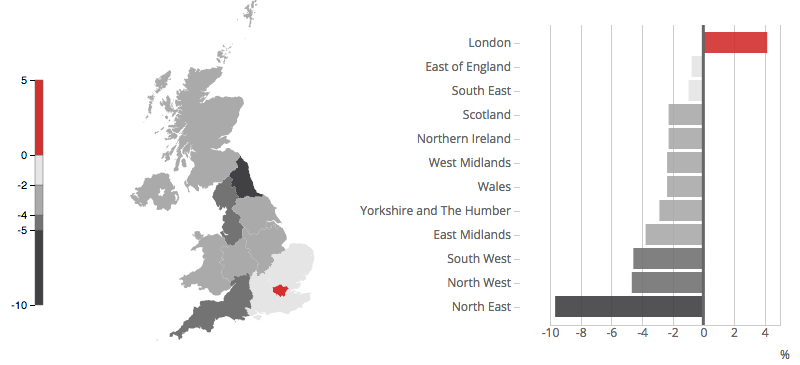 5
0
-2
-4
-5
-10
London
East of England
South East
Scotland
Northern Ireland
West Midlands
Wales
Yorkshire and The Humber
East Midlands
South West
North West
North East
-10 -8 -6 -4 -2 0 2 4
%